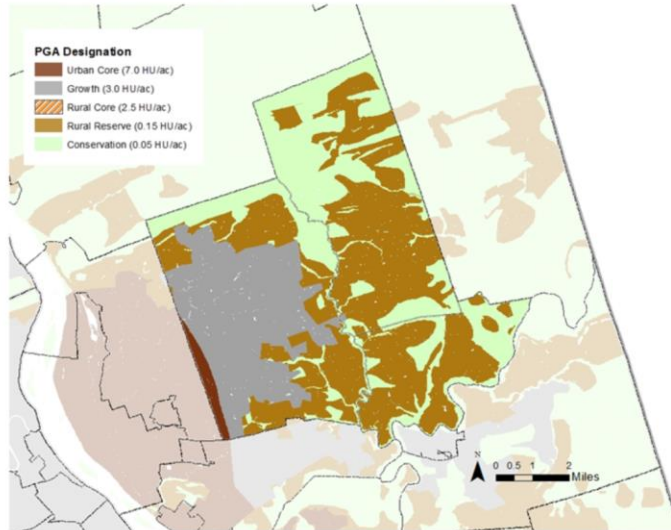 PGA Designation
Urban Core (7.0 HU/ac)
Growth (3.0 HU/ac)
Rural Core (2.5 HU/ac)
Rural Reserve (0.15 HU/ac)
Conservation (0.05 HU/ac)
N
0 0.5 1 2
Miles